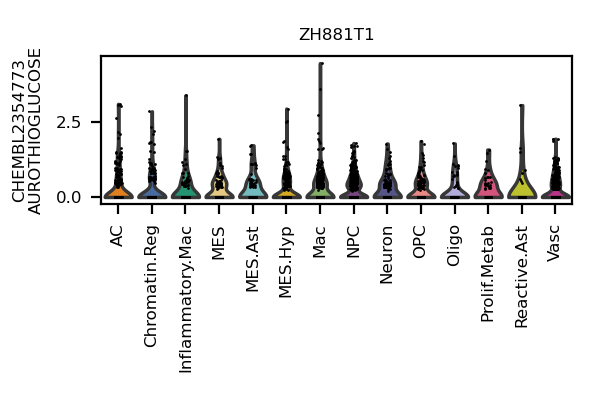 ZH881T1
CHEMBL2354773
AUROTHIOGLUCOSE
2.5
0.0
AC
Chromatin.Reg
Inflammatory.Mac
MES
MES.Ast
MES.Hyp
Mac
NPC
Neuron
OPC
Oligo
Prolif.Metab
Reactive.Ast
Vasc